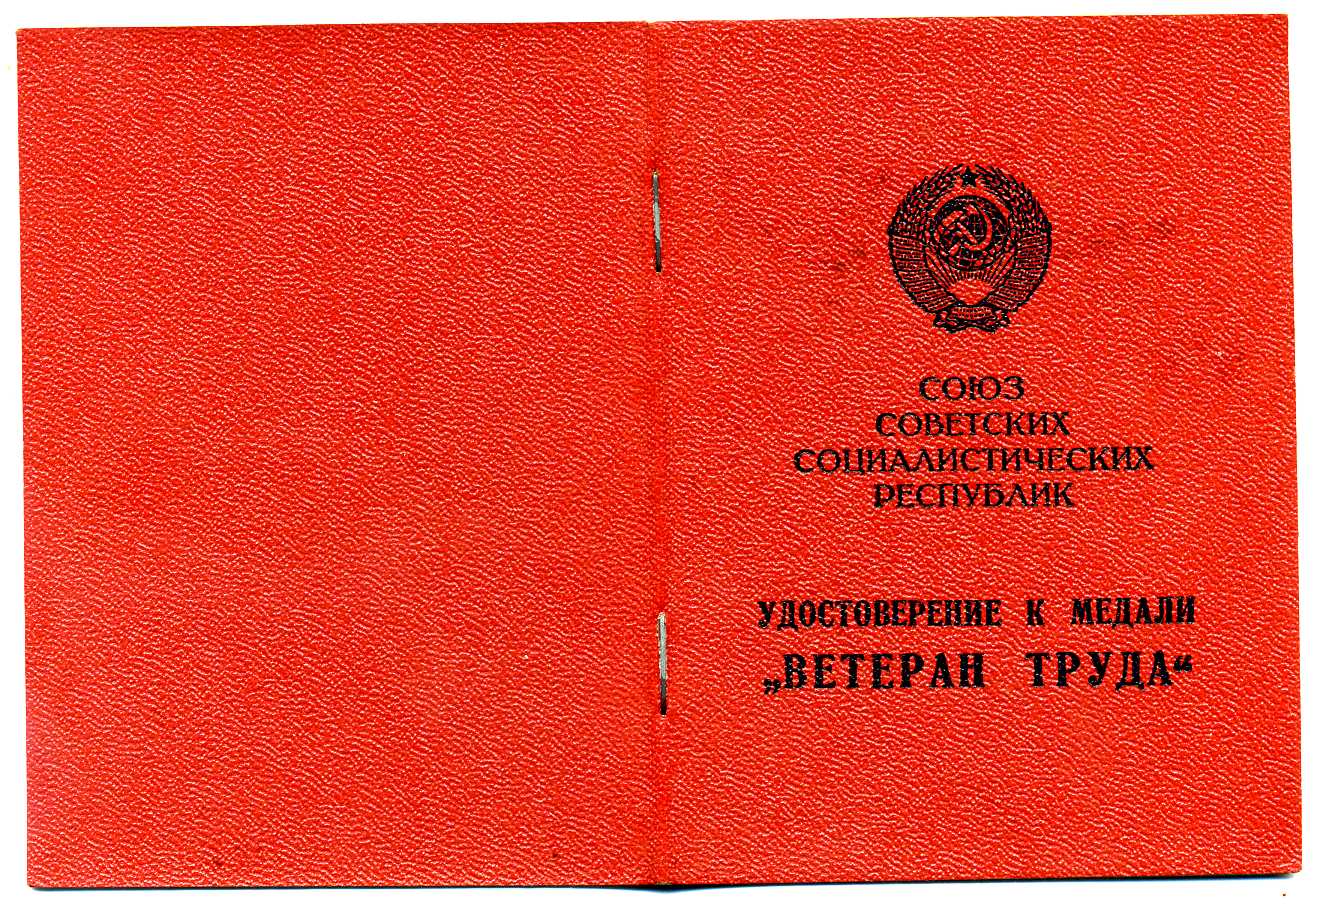 СОЮЗ
СОВЕТСКИХ
СОЦИАЛИСТИЧЕСКИХ
РЕСПУБЛИК
УДОСТОВЕРЕНИЕ К МЕДАЛИ
„ВЕТЕРАН ТРУДА“